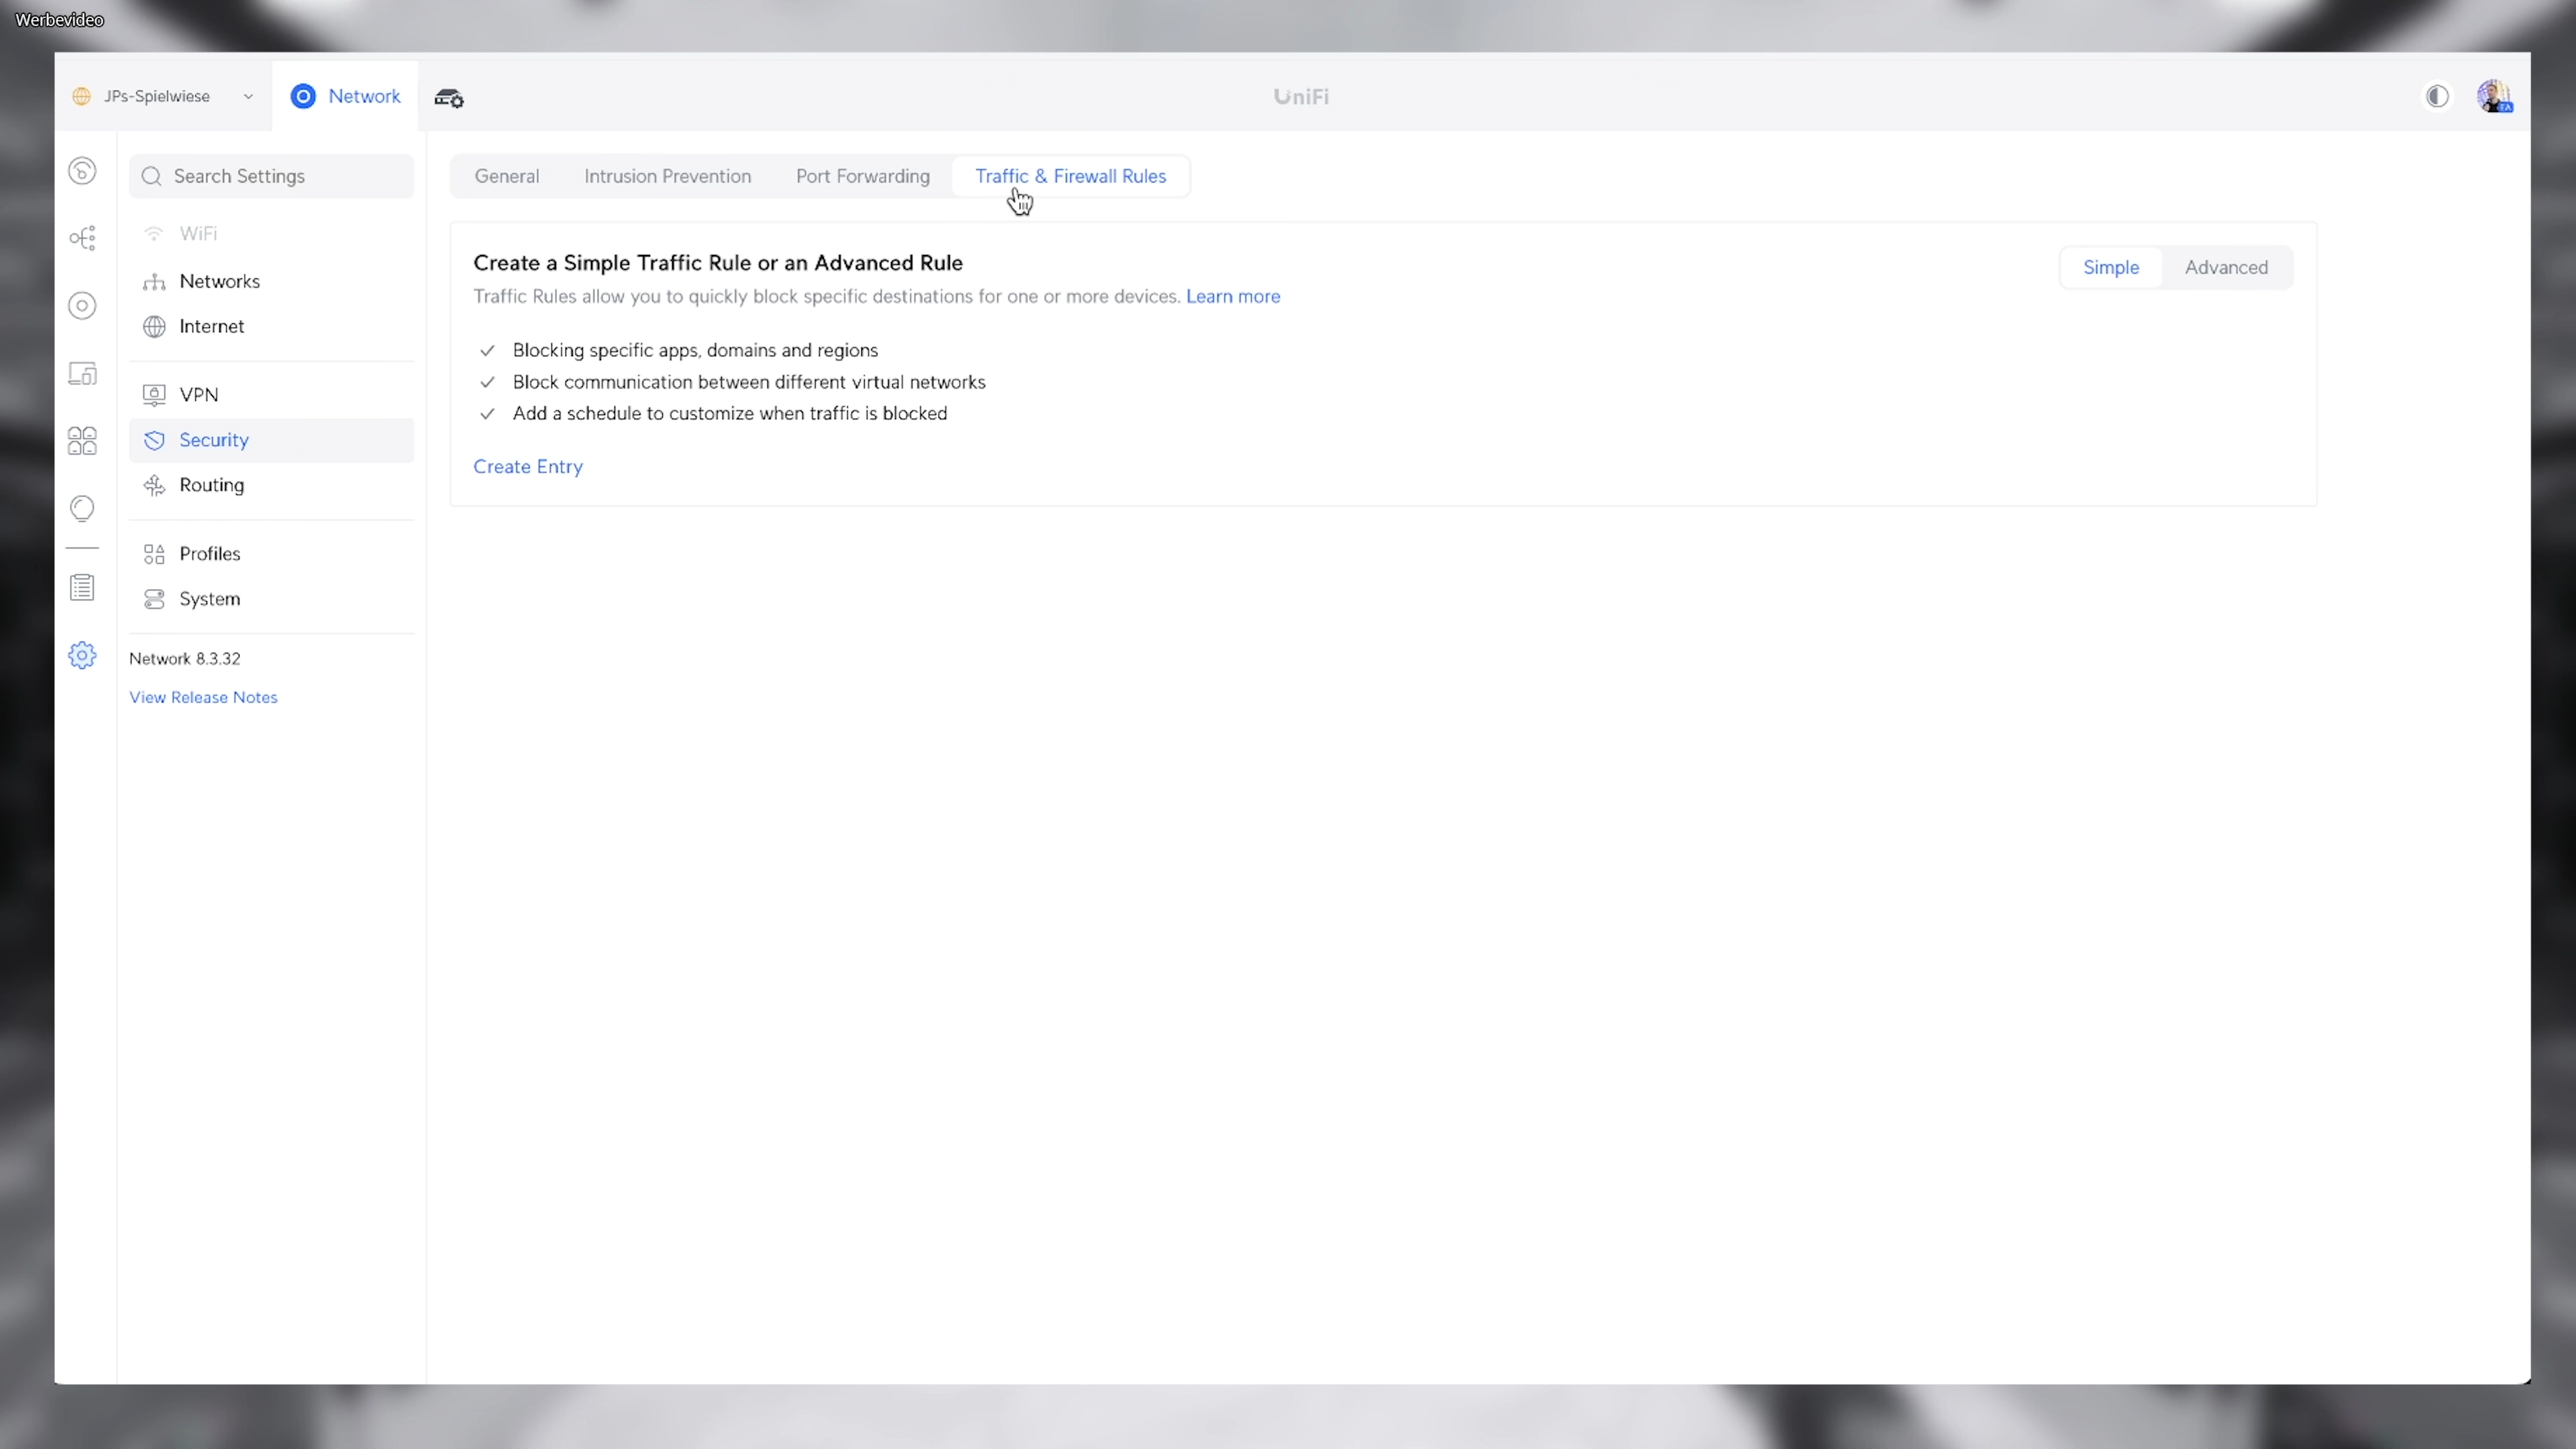 Werbevideo
JPs-Spielwiese
Network
UniFi
Search Settings
WiFi
Networks
Internet
VPN
Security
Routing
Profiles
System
Network 8.3.32
View Release Notes
General
Intrusion Prevention
Port Forwarding
Traffic & Firewall Rules
Create a Simple Traffic Rule or an Advanced Rule
Traffic Rules allow you to quickly block specific destinations for one or more devices. Learn more
Simple
Advanced
Blocking specific apps, domains and regions
Block communication between different virtual networks
Add a schedule to customize when traffic is blocked
Create Entry